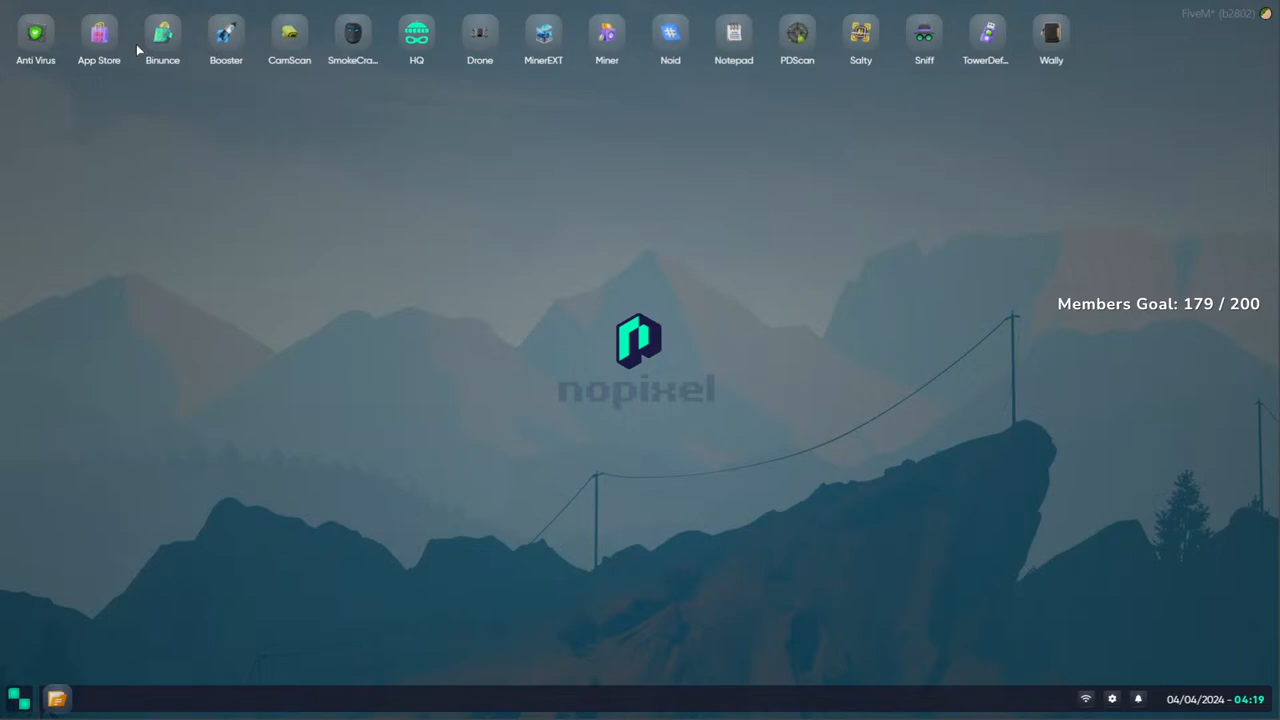 FiveM* (b2802)
Anti Virus
App Store
Binunce
Booster
CamScan
SmokeCra...
HQ
Drone
MinerEXT
Miner
Noid
Notepad
PDScan
Salty
Sniff
TowerDef...
Wally
Members Goal: 179 / 200
nopixel
04/04/2024 - 04:19